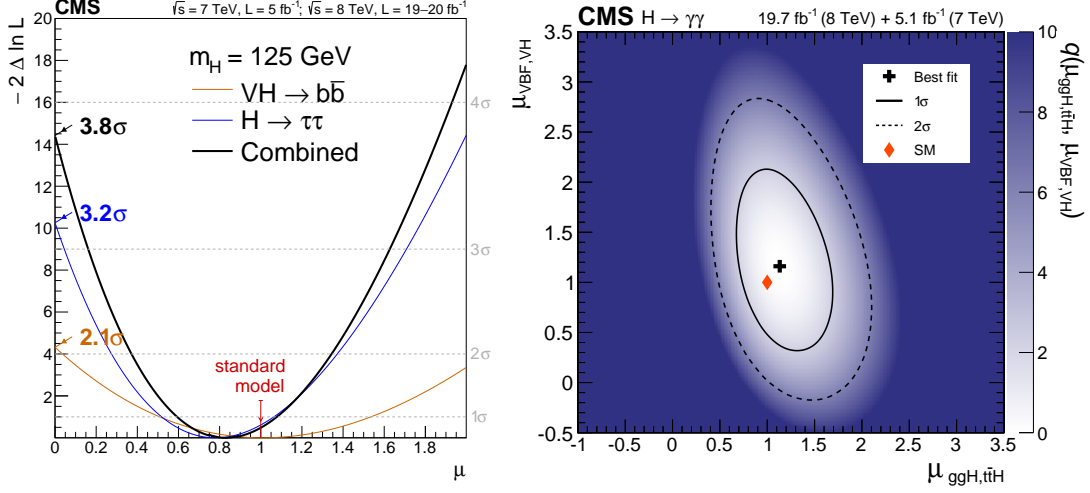 CMS
√s = 7 TeV, L = 5 fb⁻¹; √s = 8 TeV, L = 19–20 fb⁻¹
− 2 Δ ln L
20
18
16
14
12
10
8
6
4
2
m_H = 125 GeV
VH → bb̅
H → ττ
Combined
3.8σ
3.2σ
2.1σ
standard
model
4σ
3σ
2σ
1σ
0 0.2 0.4 0.6 0.8 1 1.2 1.4 1.6 1.8 2
μ
CMS H → γγ
19.7 fb⁻¹ (8 TeV) + 5.1 fb⁻¹ (7 TeV)
μ_VBF,VH
3.5
3
2.5
2
1.5
1
0.5
0
-0.5
Best fit
1σ
2σ
SM
-1 -0.5 0 0.5 1 1.5 2 2.5 3 3.5
μ_ggH,tt̅H
10
8
6
4
2
0
q(μ_ggH,tt̅H, μ_VBF,VH)